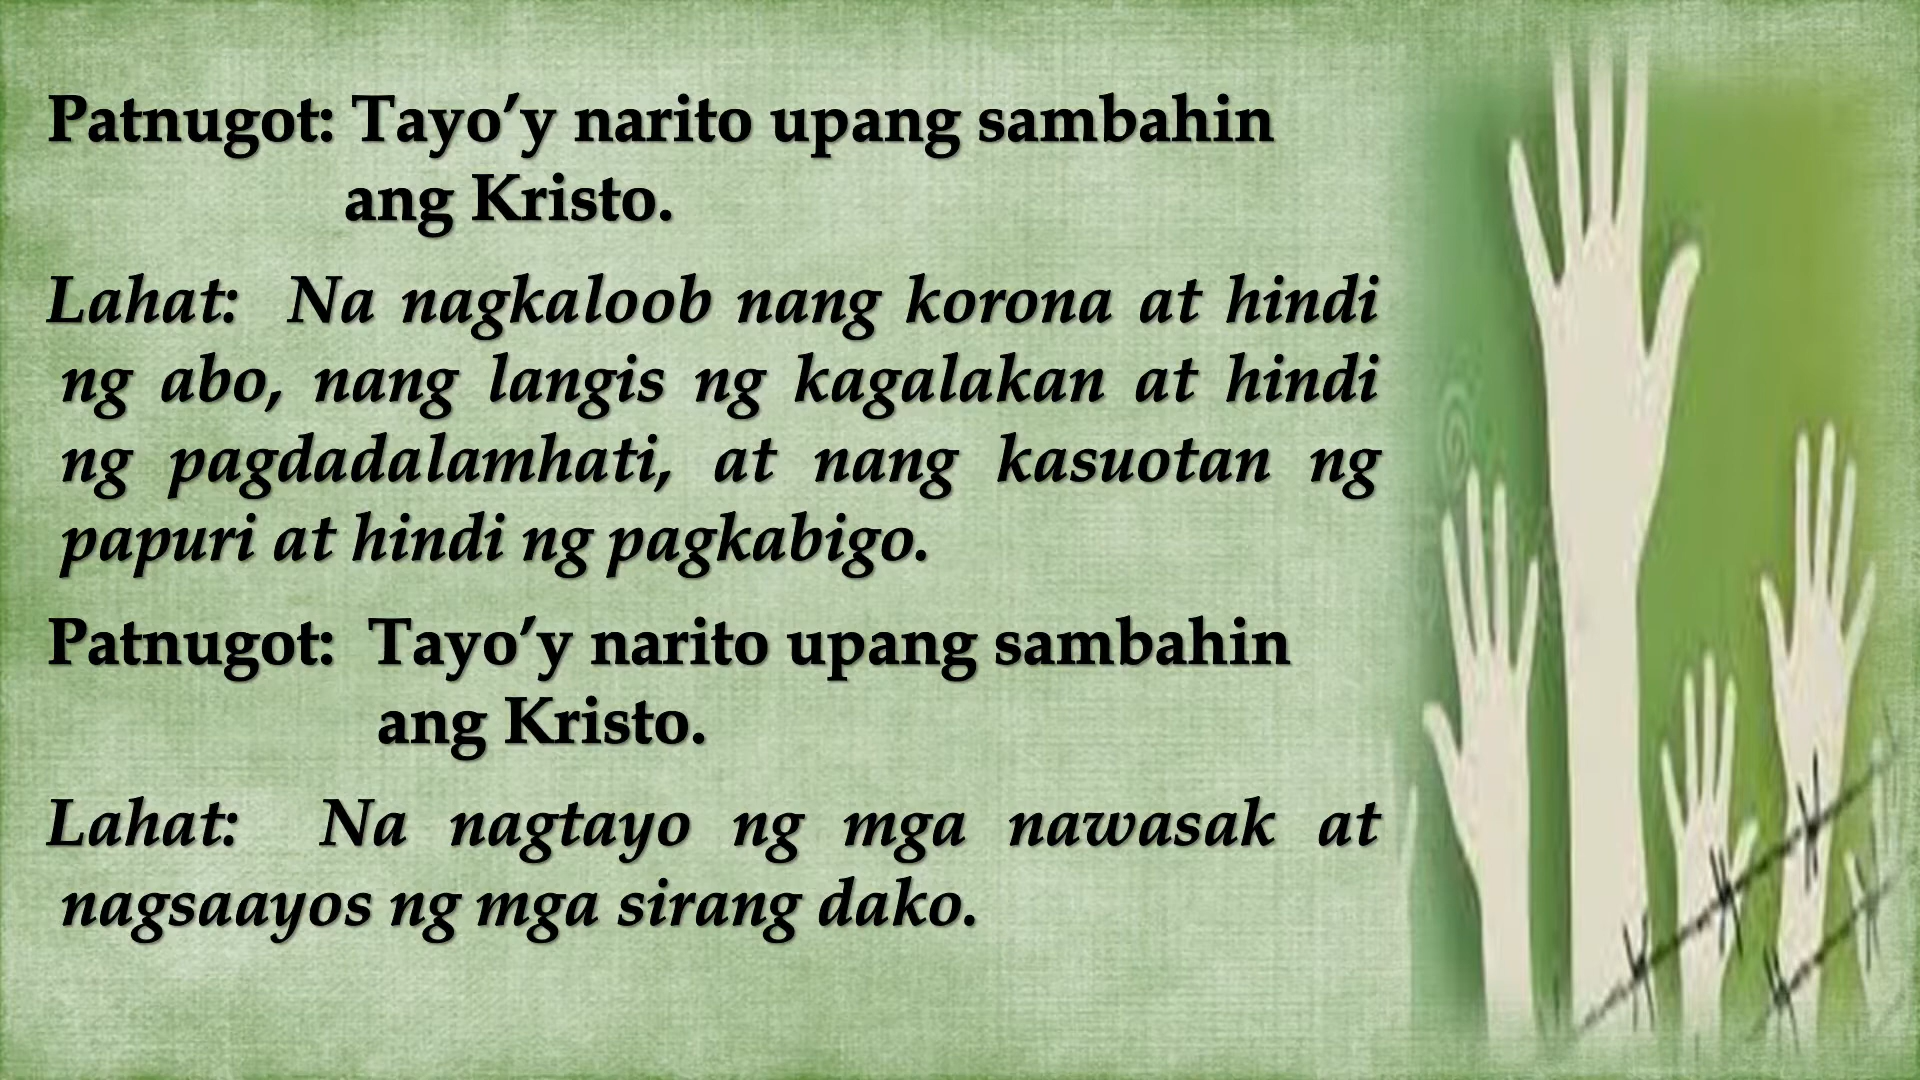 Patnugot: Tayo’y narito upang sambahin
ang Kristo.
Lahat: Na nagkaloob nang korona at hindi
ng abo, nang langis ng kagalakan at hindi
ng pagdadalamhati, at nang kasuotan ng
papuri at hindi ng pagkabigo.
Patnugot: Tayo’y narito upang sambahin
ang Kristo.
Lahat: Na nagtayo ng mga nawasak at
nagsaayos ng mga sirang dako.